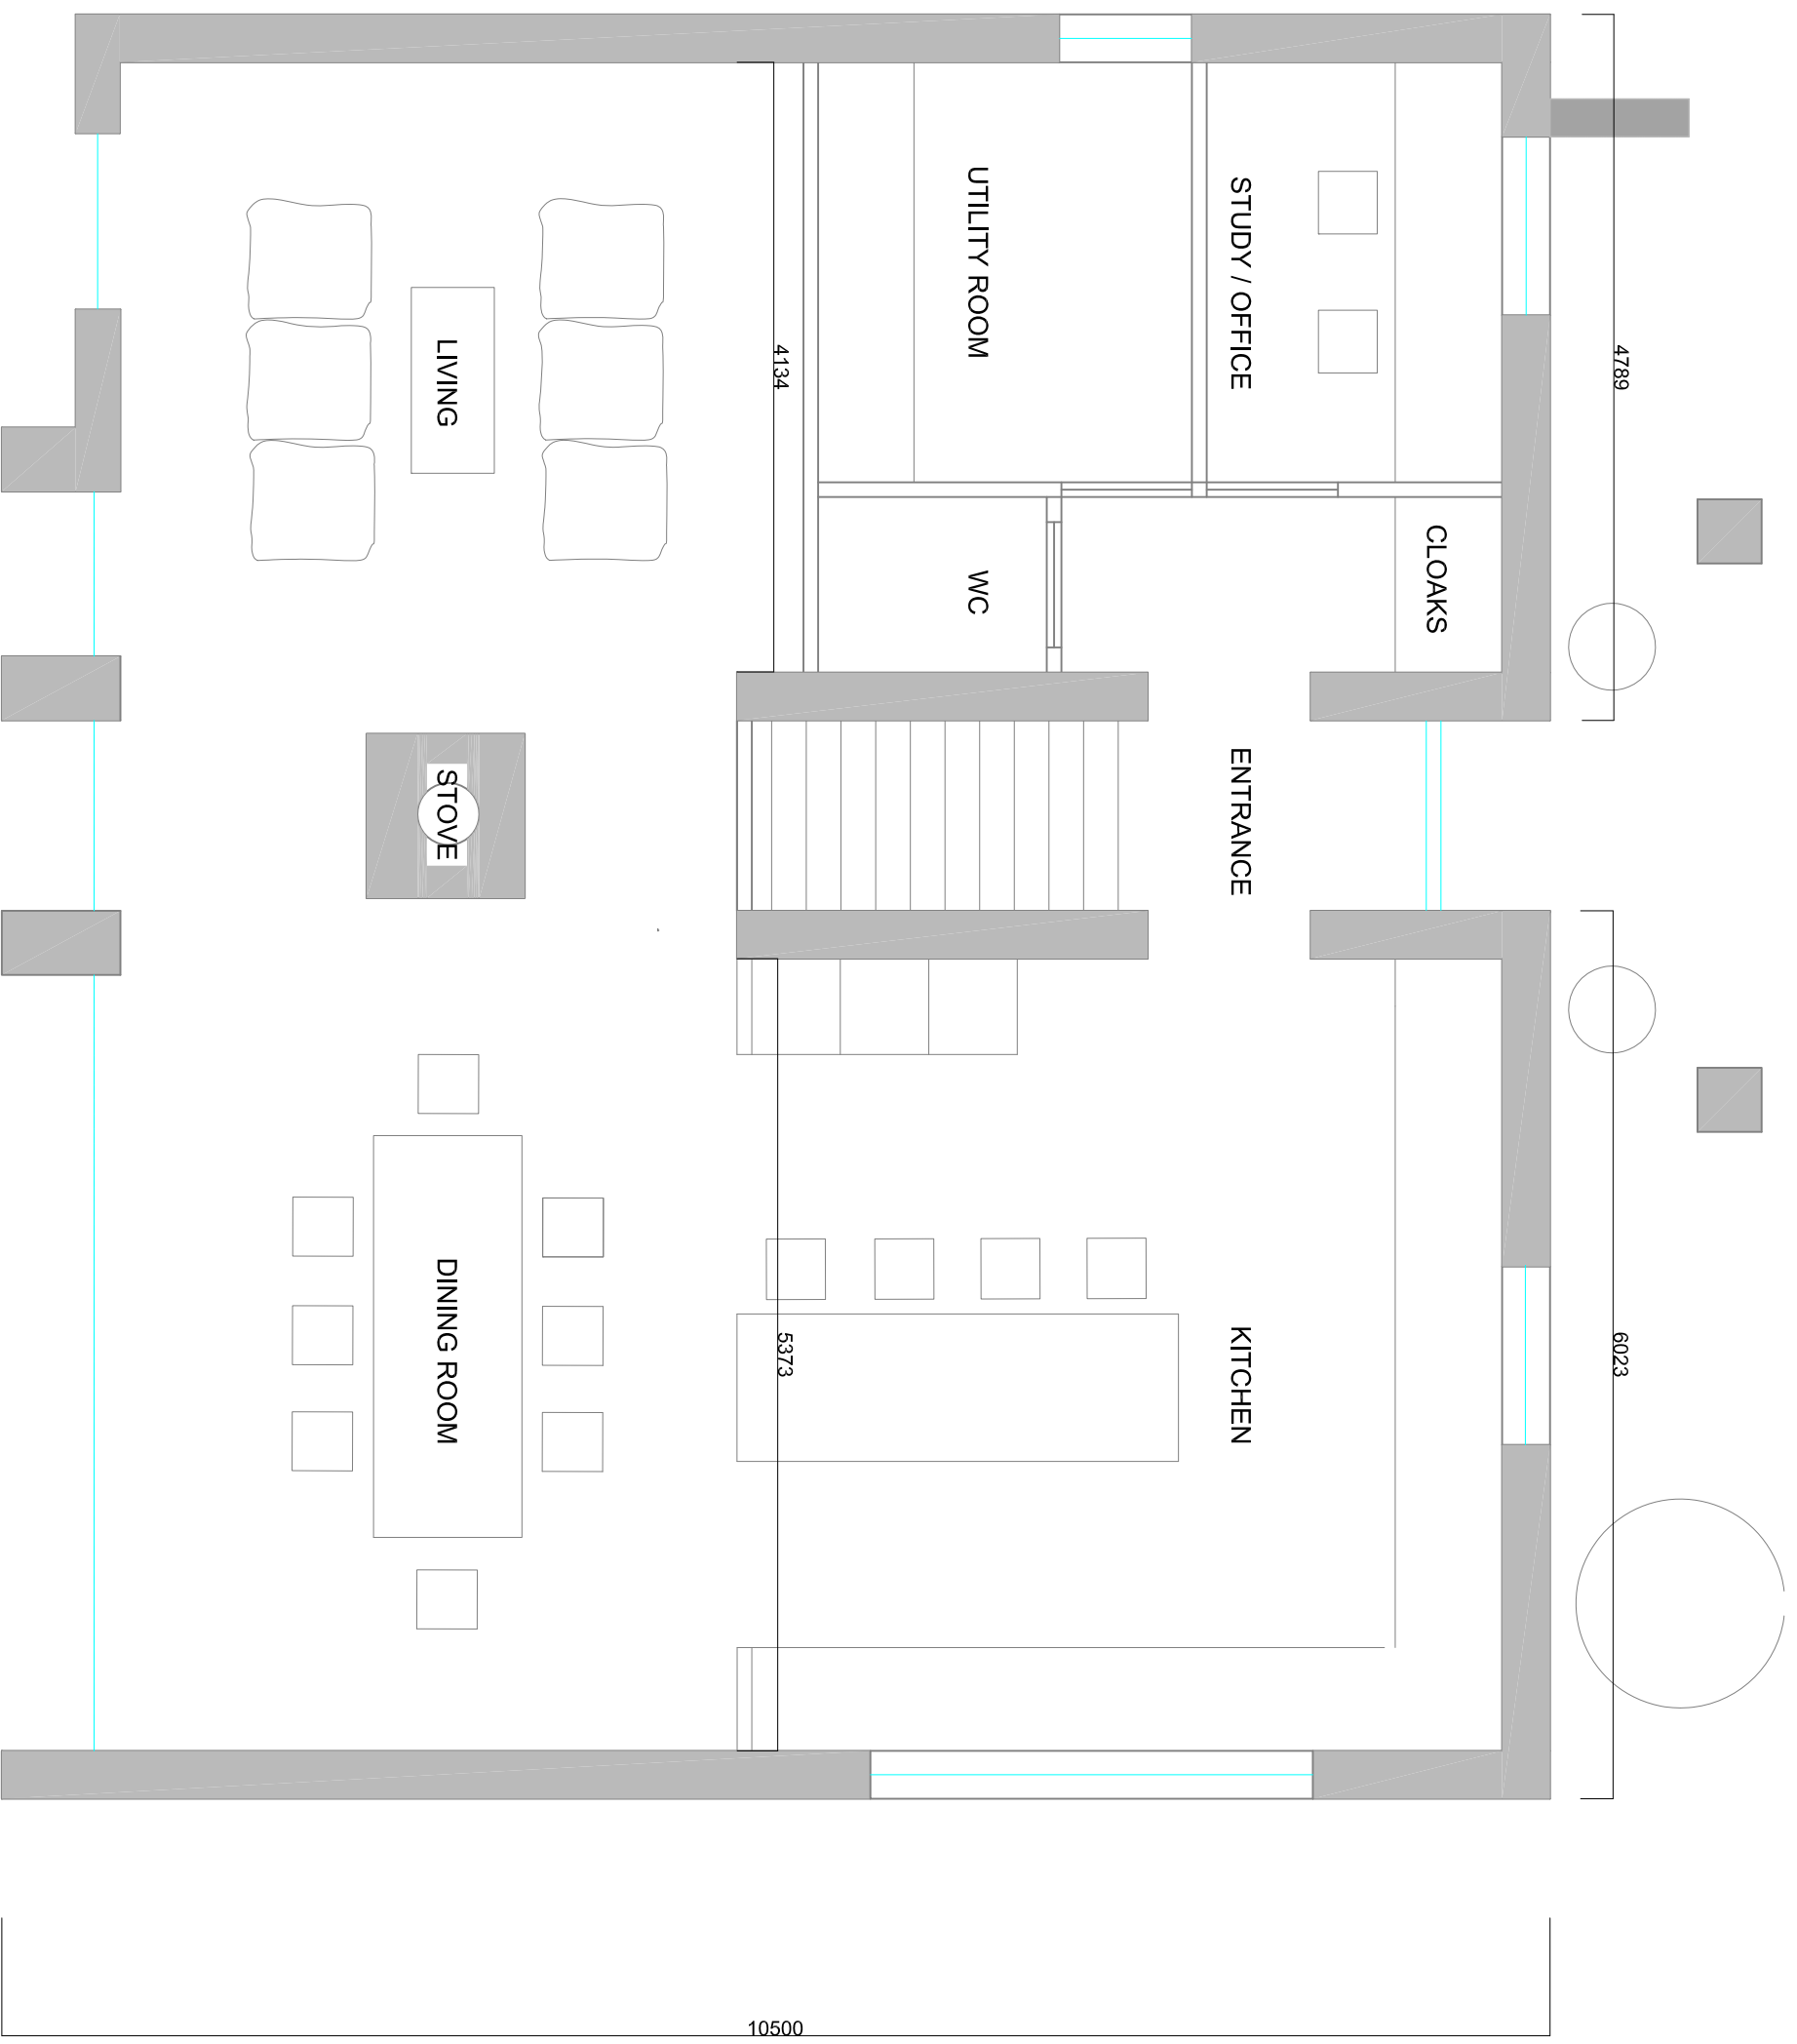 UTILITY ROOM
STUDY / OFFICE
LIVING
4134
4789
WC
CLOAKS
STOVE
ENTRANCE
DINING ROOM
5373
KITCHEN
6023
10500